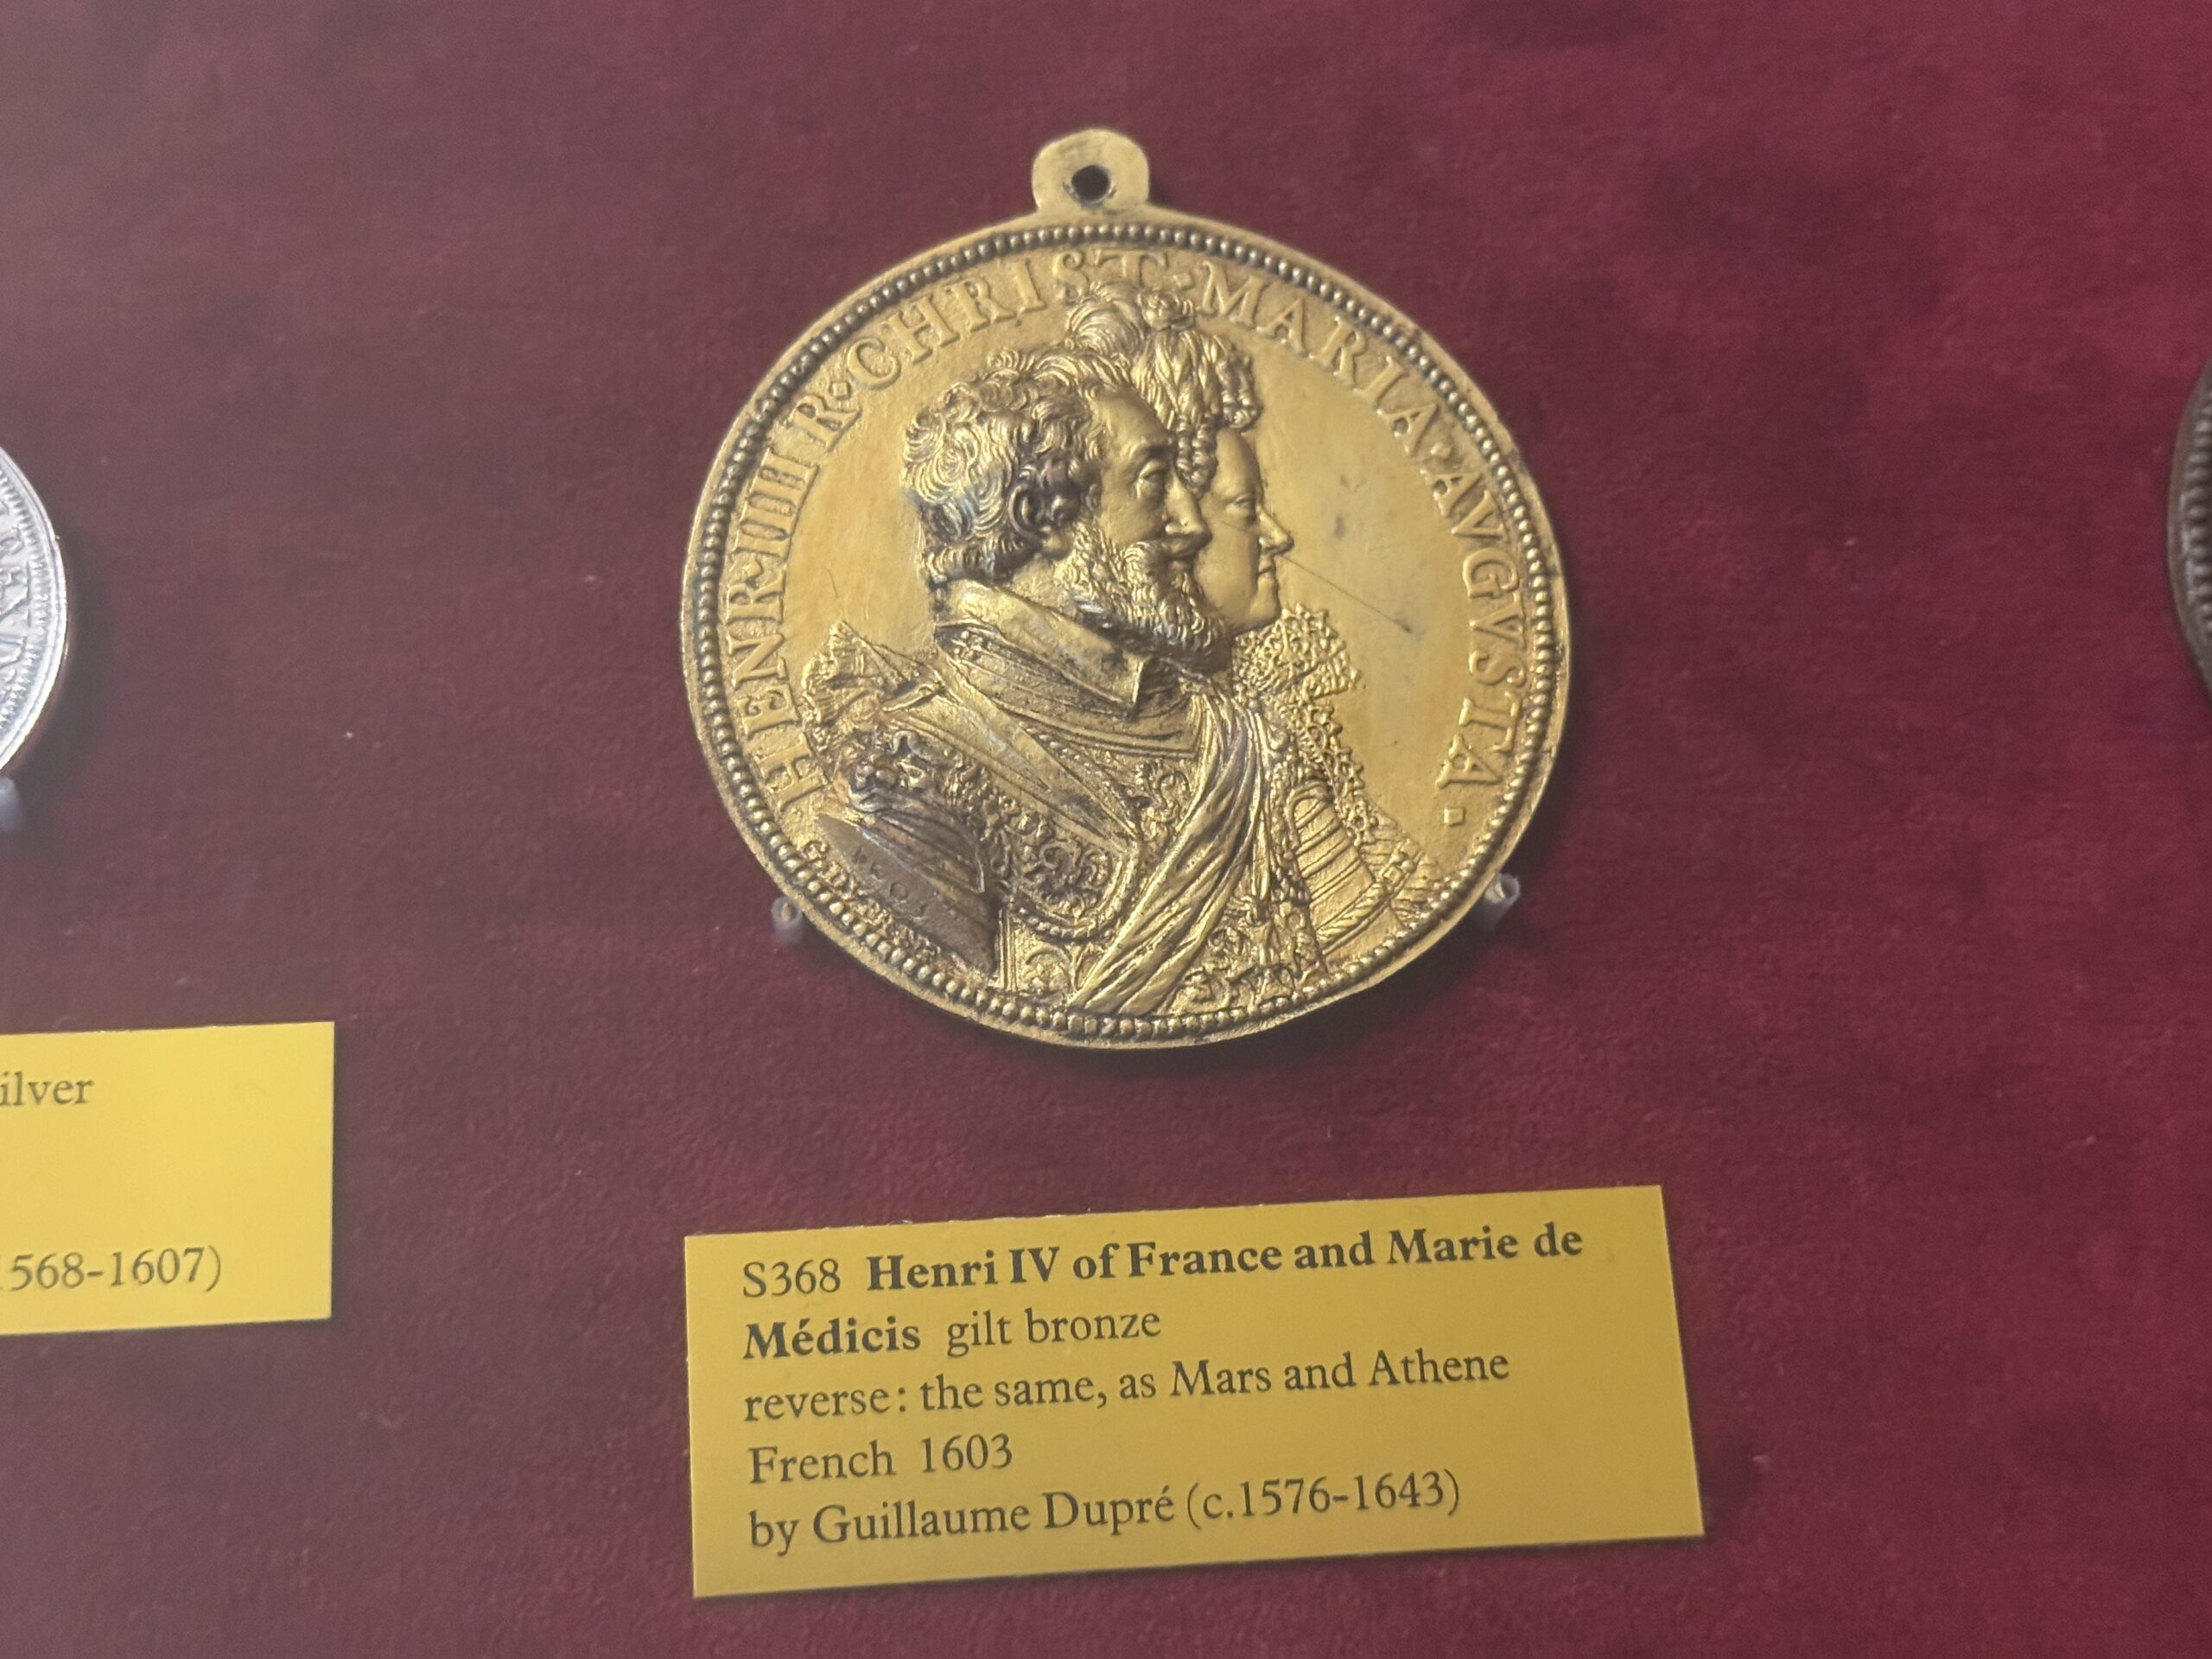 HENR·IIII R·CHRIST·MARIA·AVGVSTA·
ilver
1568-1607)
S368 Henri IV of France and Marie de
Médicis gilt bronze
reverse: the same, as Mars and Athene
French 1603
by Guillaume Dupré (c.1576-1643)